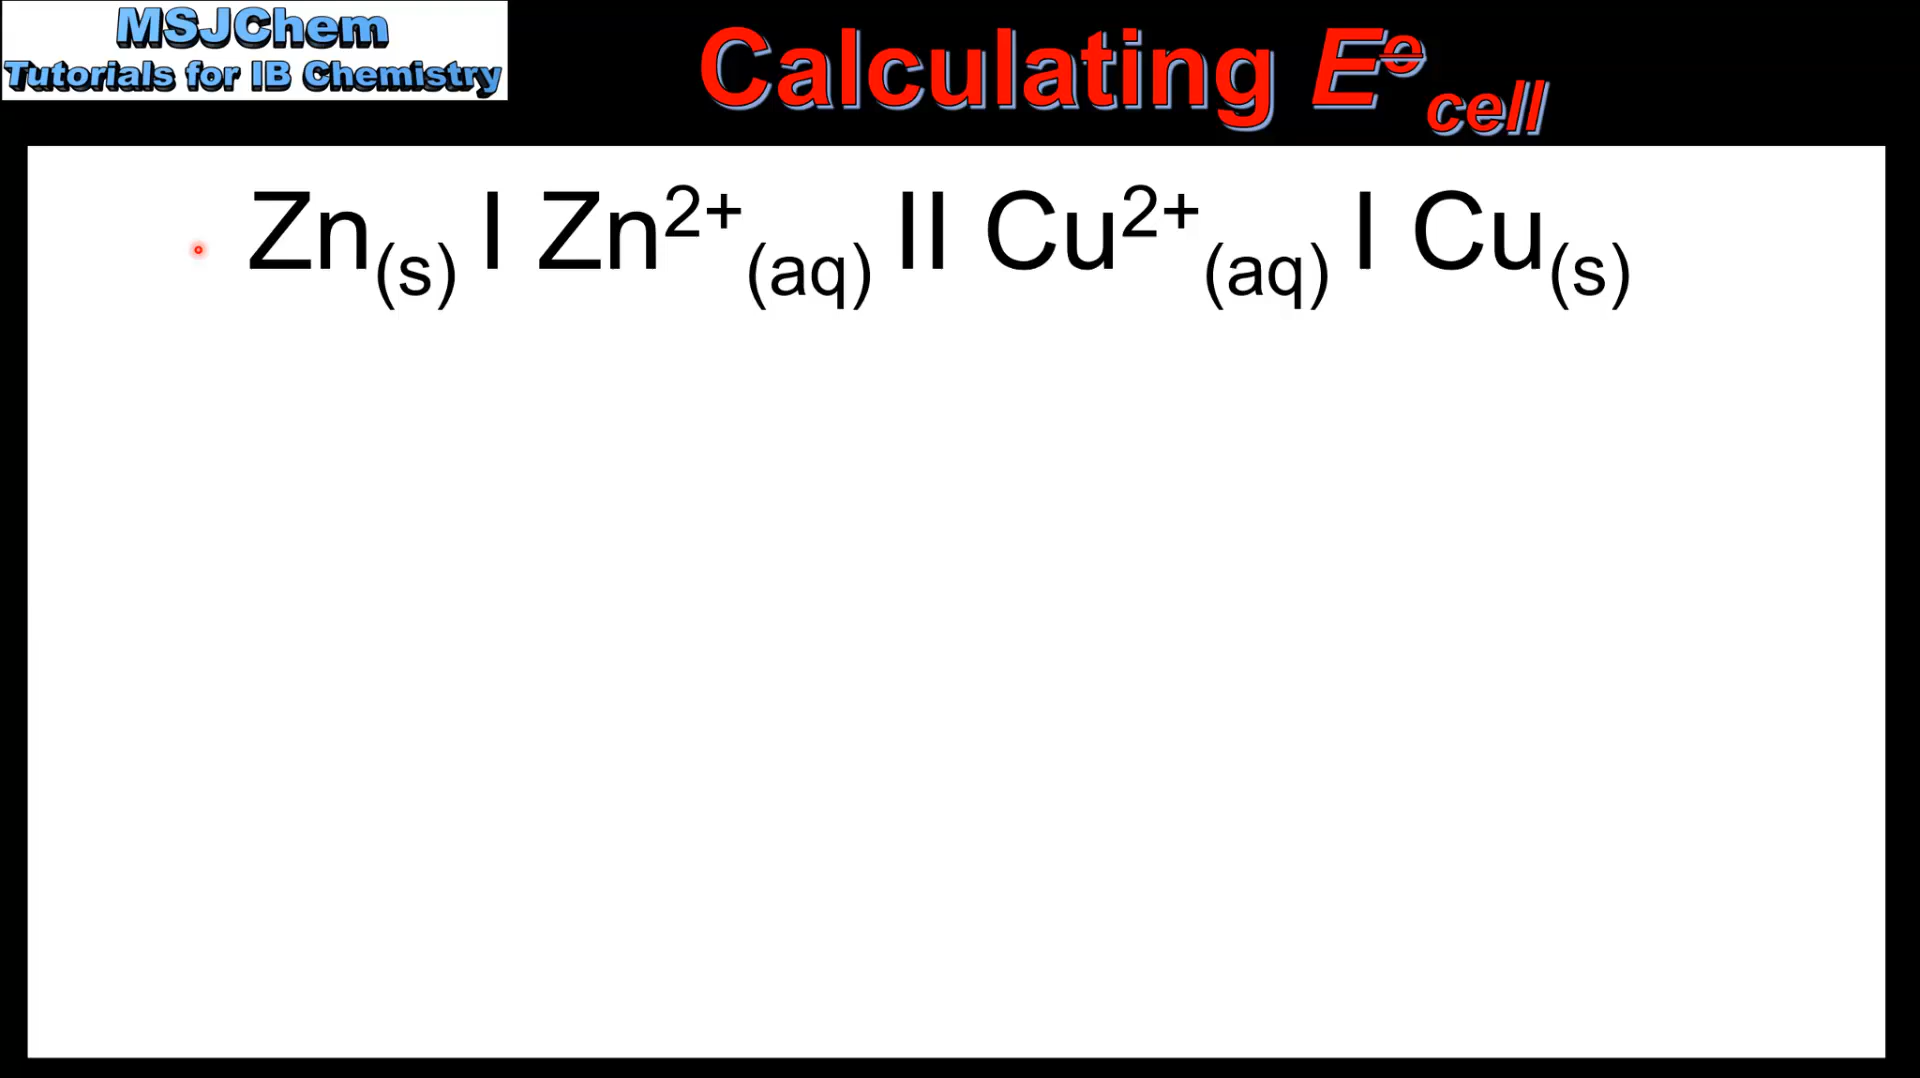 MSJChem
Tutorials for IB Chemistry
Calculating E⦵cell
Zn(s) I Zn²⁺(aq) II Cu²⁺(aq) I Cu(s)